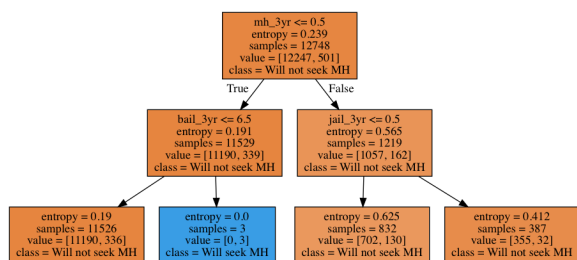 mh_3yr <= 0.5
entropy = 0.239
samples = 12748
value = [12247, 501]
class = Will not seek MH
True
False
bail_3yr <= 6.5
entropy = 0.191
samples = 11529
value = [11190, 339]
class = Will not seek MH
jail_3yr <= 0.5
entropy = 0.565
samples = 1219
value = [1057, 162]
class = Will not seek MH
entropy = 0.19
samples = 11526
value = [11190, 336]
class = Will not seek MH
entropy = 0.0
samples = 3
value = [0, 3]
class = Will seek MH
entropy = 0.625
samples = 832
value = [702, 130]
class = Will not seek MH
entropy = 0.412
samples = 387
value = [355, 32]
class = Will not seek MH